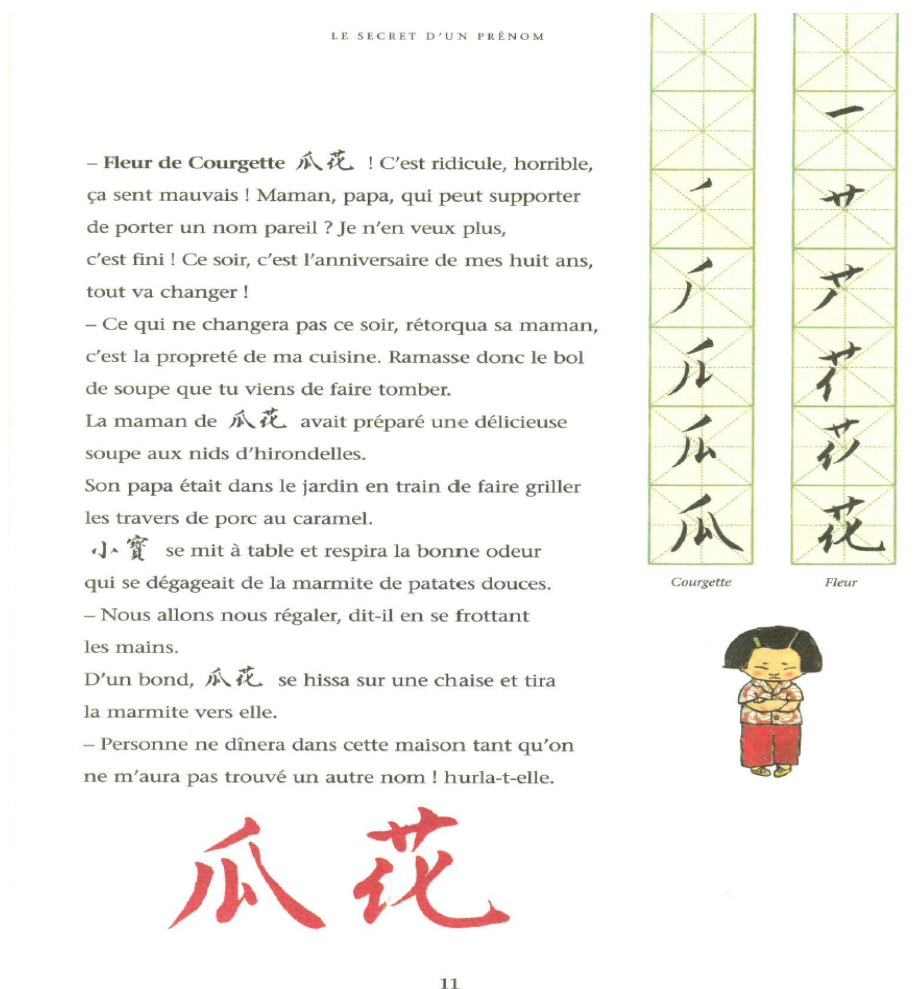 LE SECRET D'UN PRÉNOM
– Fleur de Courgette 瓜花 ! C'est ridicule, horrible,
ça sent mauvais ! Maman, papa, qui peut supporter
de porter un nom pareil ? Je n'en veux plus,
c'est fini ! Ce soir, c'est l'anniversaire de mes huit ans,
tout va changer !
– Ce qui ne changera pas ce soir, rétorqua sa maman,
c'est la propreté de ma cuisine. Ramasse donc le bol
de soupe que tu viens de faire tomber.
La maman de 瓜花 avait préparé une délicieuse
soupe aux nids d'hirondelles.
Son papa était dans le jardin en train de faire griller
les travers de porc au caramel.
小寶 se mit à table et respira la bonne odeur
qui se dégageait de la marmite de patates douces.
– Nous allons nous régaler, dit-il en se frottant
les mains.
D'un bond, 瓜花 se hissa sur une chaise et tira
la marmite vers elle.
– Personne ne dînera dans cette maison tant qu'on
ne m'aura pas trouvé un autre nom ! hurla-t-elle.
瓜花
瓜 花
Courgette Fleur
11